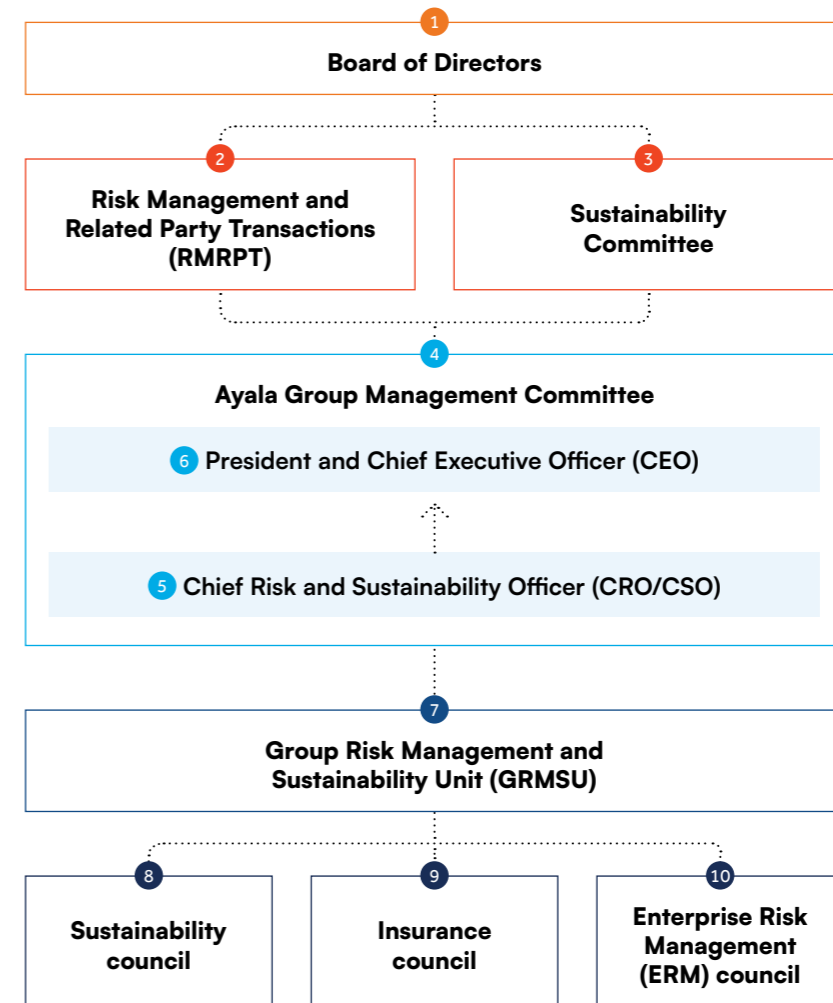 1
Board of Directors
2
Risk Management and
Related Party Transactions
(RMRPT)
3
Sustainability
Committee
4
Ayala Group Management Committee
6 President and Chief Executive Officer (CEO)
5 Chief Risk and Sustainability Officer (CRO/CSO)
7
Group Risk Management and
Sustainability Unit (GRMSU)
8
Sustainability
council
9
Insurance
council
10
Enterprise Risk
Management
(ERM) council